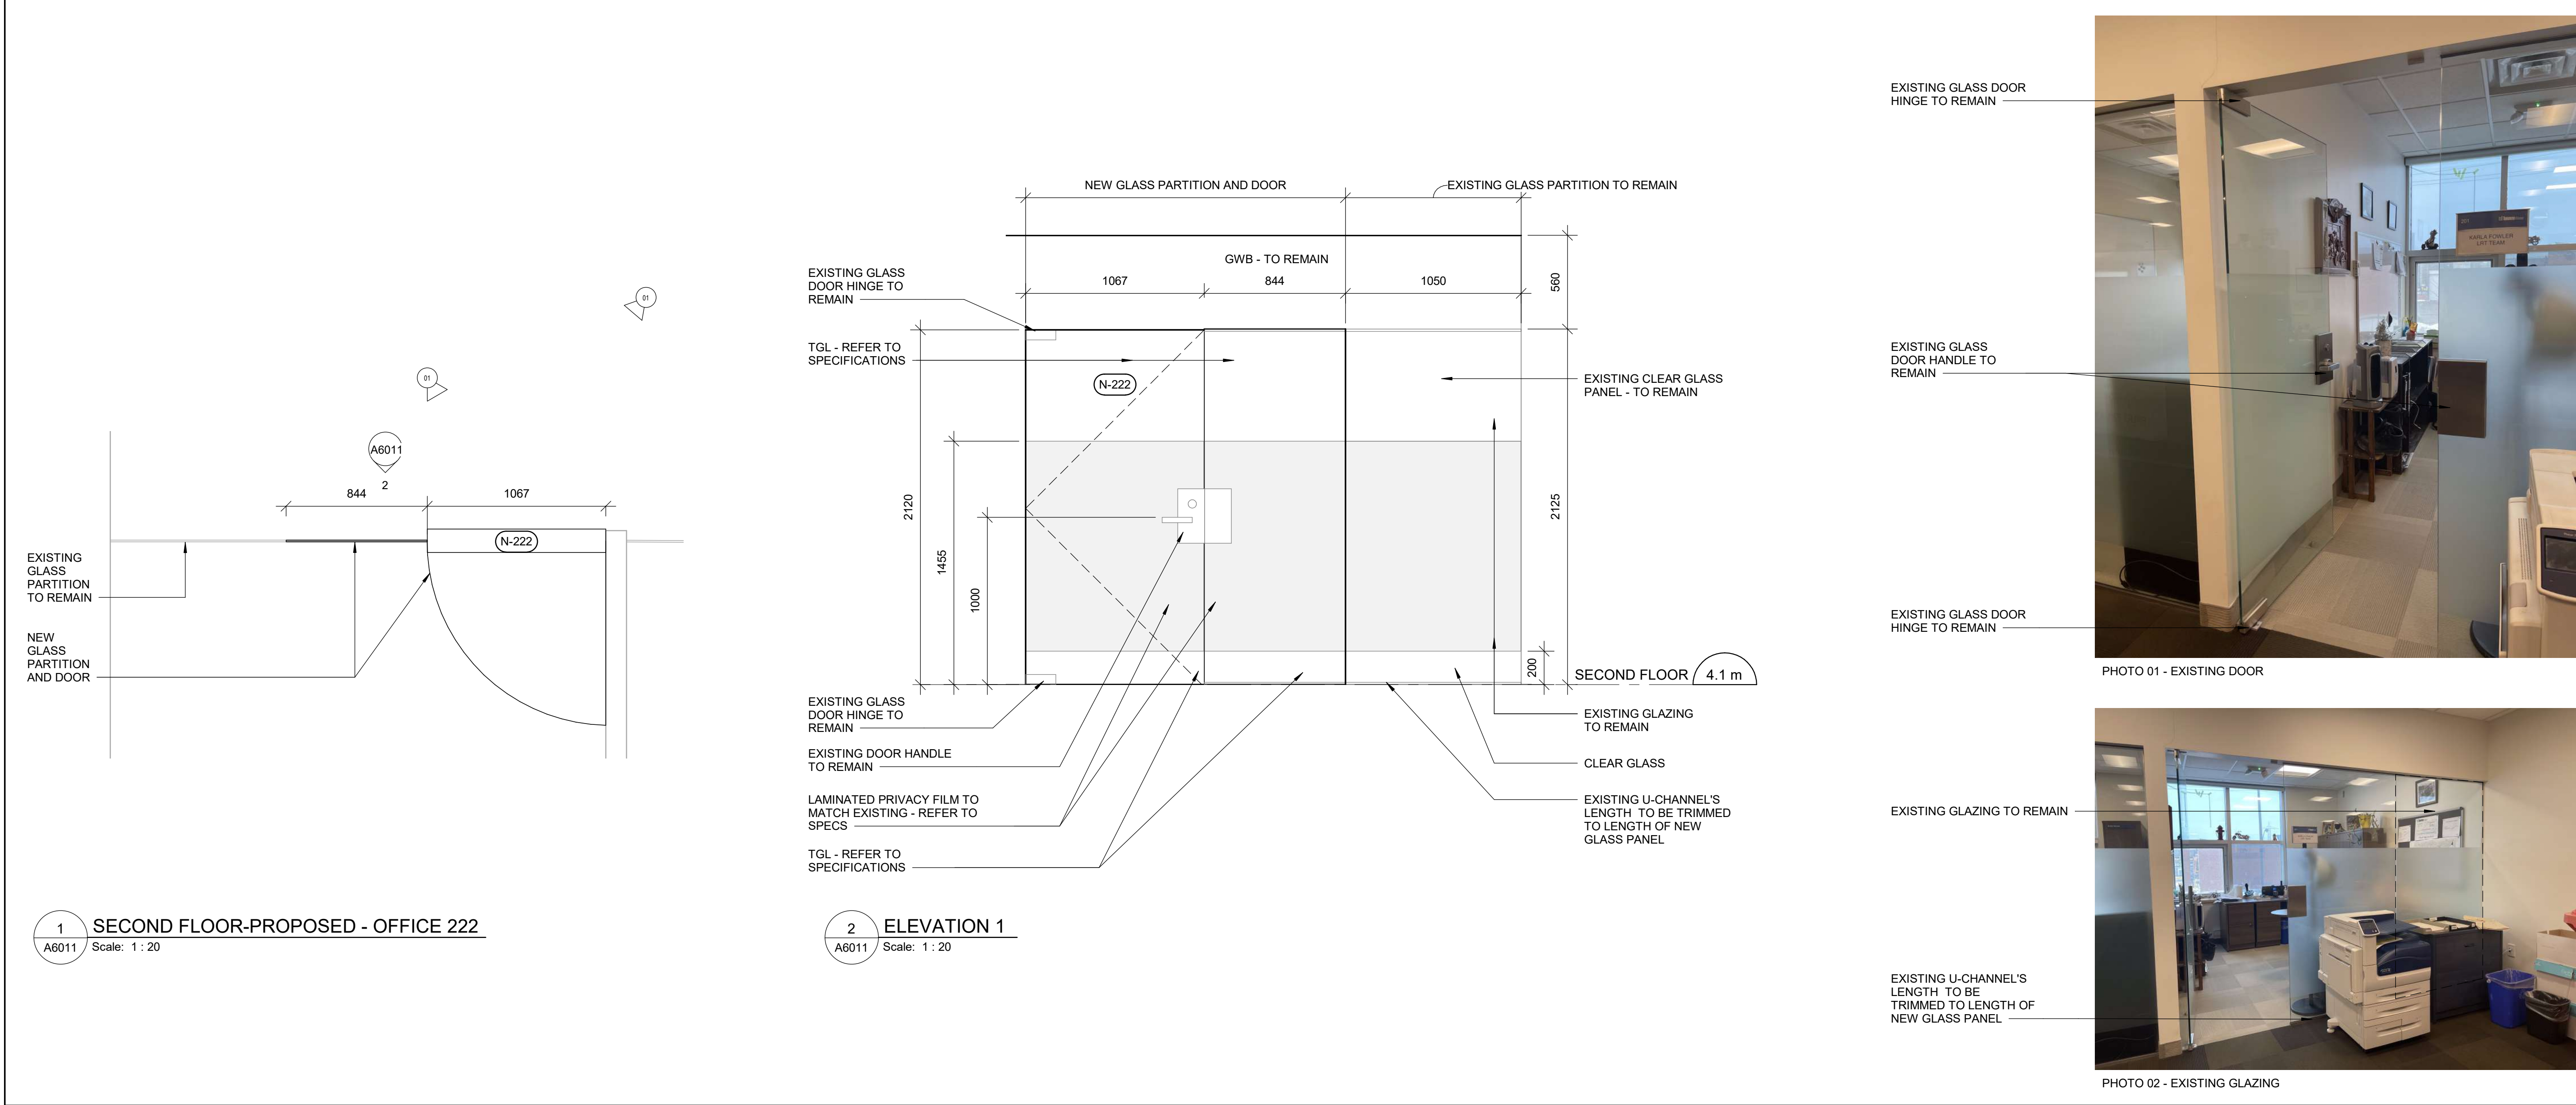 01
01
A6011
2
844
1067
N-222
EXISTING
GLASS
PARTITION
TO REMAIN
NEW
GLASS
PARTITION
AND DOOR
1
A6011
SECOND FLOOR-PROPOSED - OFFICE 222
Scale: 1 : 20
NEW GLASS PARTITION AND DOOR
EXISTING GLASS PARTITION TO REMAIN
GWB - TO REMAIN
1067
844
1050
560
EXISTING GLASS
DOOR HINGE TO
REMAIN
TGL - REFER TO
SPECIFICATIONS
N-222
EXISTING CLEAR GLASS
PANEL - TO REMAIN
2120
1455
1000
2125
200
SECOND FLOOR
4.1 m
EXISTING GLASS
DOOR HINGE TO
REMAIN
EXISTING DOOR HANDLE
TO REMAIN
LAMINATED PRIVACY FILM TO
MATCH EXISTING - REFER TO
SPECS
TGL - REFER TO
SPECIFICATIONS
EXISTING GLAZING
TO REMAIN
CLEAR GLASS
EXISTING U-CHANNEL'S
LENGTH TO BE TRIMMED
TO LENGTH OF NEW
GLASS PANEL
2
A6011
ELEVATION 1
Scale: 1 : 20
EXISTING GLASS DOOR
HINGE TO REMAIN
EXISTING GLASS
DOOR HANDLE TO
REMAIN
EXISTING GLASS DOOR
HINGE TO REMAIN
KARLA FOWLER
LRT TEAM
PHOTO 01 - EXISTING DOOR
EXISTING GLAZING TO REMAIN
EXISTING U-CHANNEL'S
LENGTH TO BE
TRIMMED TO LENGTH OF
NEW GLASS PANEL
PHOTO 02 - EXISTING GLAZING